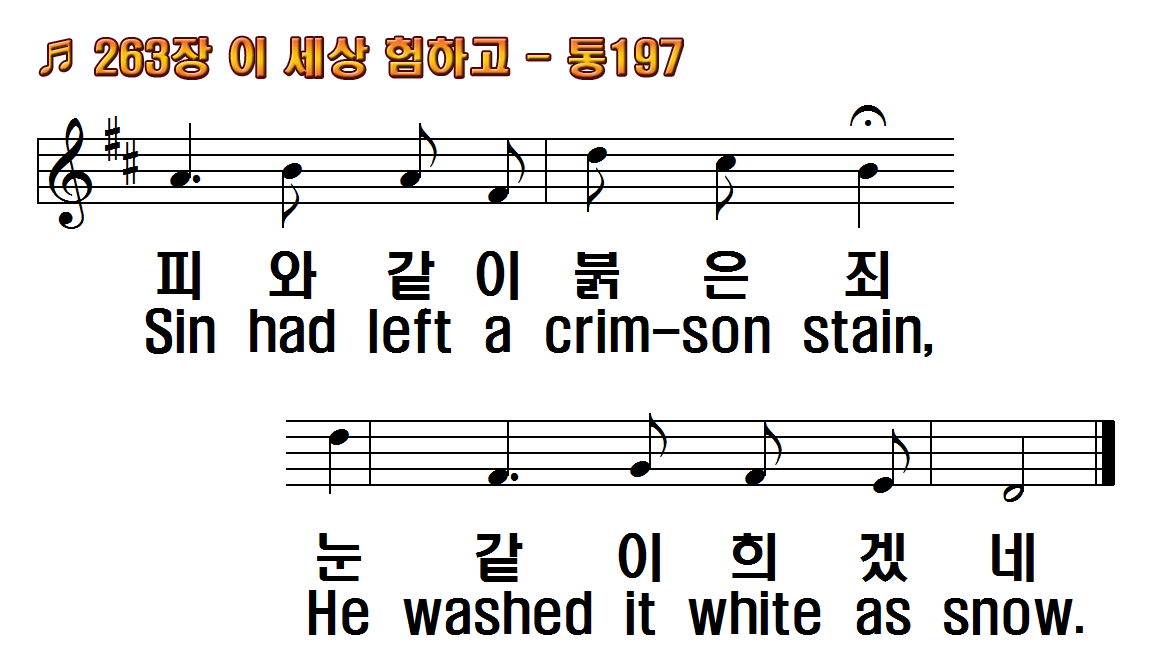 263장 이 세상 험하고 - 통197
피 와 같 이 붉 은 죄
Sin had left a crim-son stain,
눈 같 이 희 겠 네
He washed it white as snow.